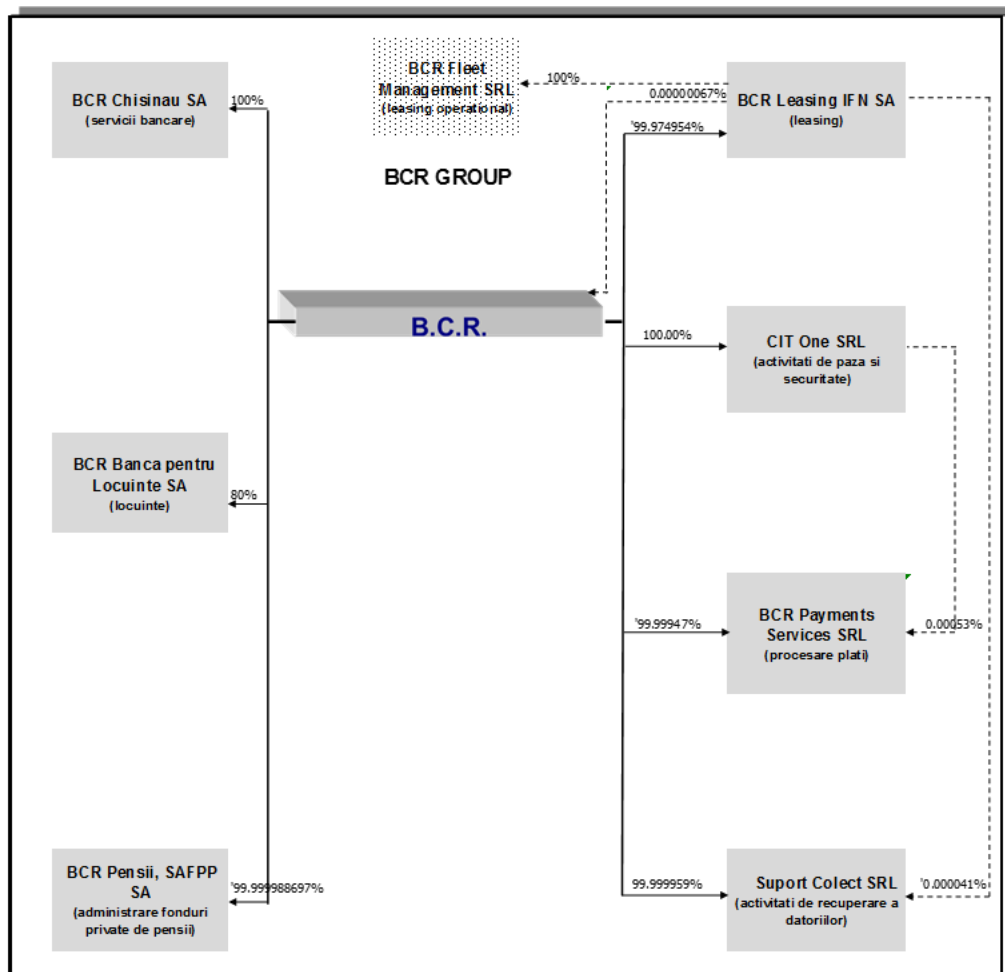 BCR Fleet
Management SRL
(leasing operational)
100%
0.00000067%
BCR Leasing IFN SA
(leasing)
BCR Chisinau SA
(servicii bancare)
100%
'99.974954%
BCR GROUP
B.C.R.
100.00%
CIT One SRL
(activitati de paza si
securitate)
BCR Banca pentru
Locuinte SA
(locuinte)
80%
'99.99947%
BCR Payments
Services SRL
(procesare plati)
0.00053%
BCR Pensii, SAFPP
SA
(administrare fonduri
private de pensii)
'99.999988697%
99.999959%
Suport Colect SRL
(activitati de recuperare a
datoriilor)
'0.000041%